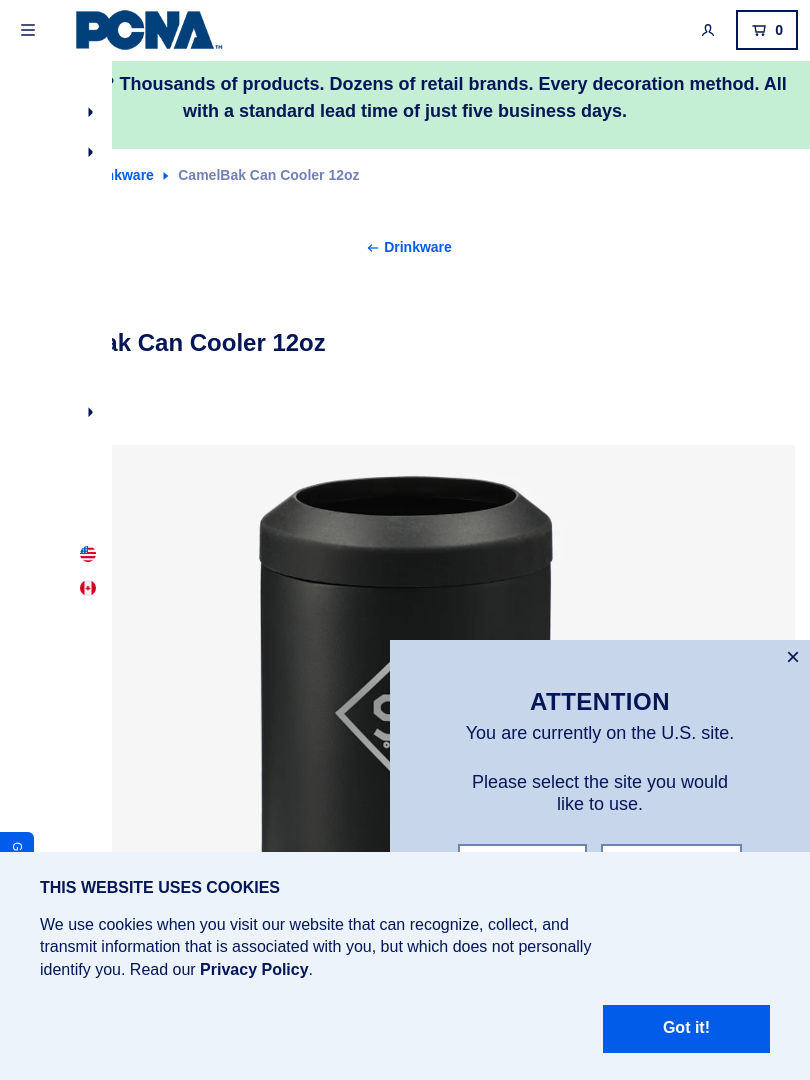 PCNA
0
? Thousands of products. Dozens of retail brands. Every decoration method. All
with a standard lead time of just five business days.
CamelBak Can Cooler 12oz
Drinkware
Can Cooler 12oz
ATTENTION
You are currently on the U.S. site.
Please select the site you would
like to use.
G
THIS WEBSITE USES COOKIES
We use cookies when you visit our website that can recognize, collect, and
transmit information that is associated with you, but which does not personally
identify you. Read our Privacy Policy.
Got it!